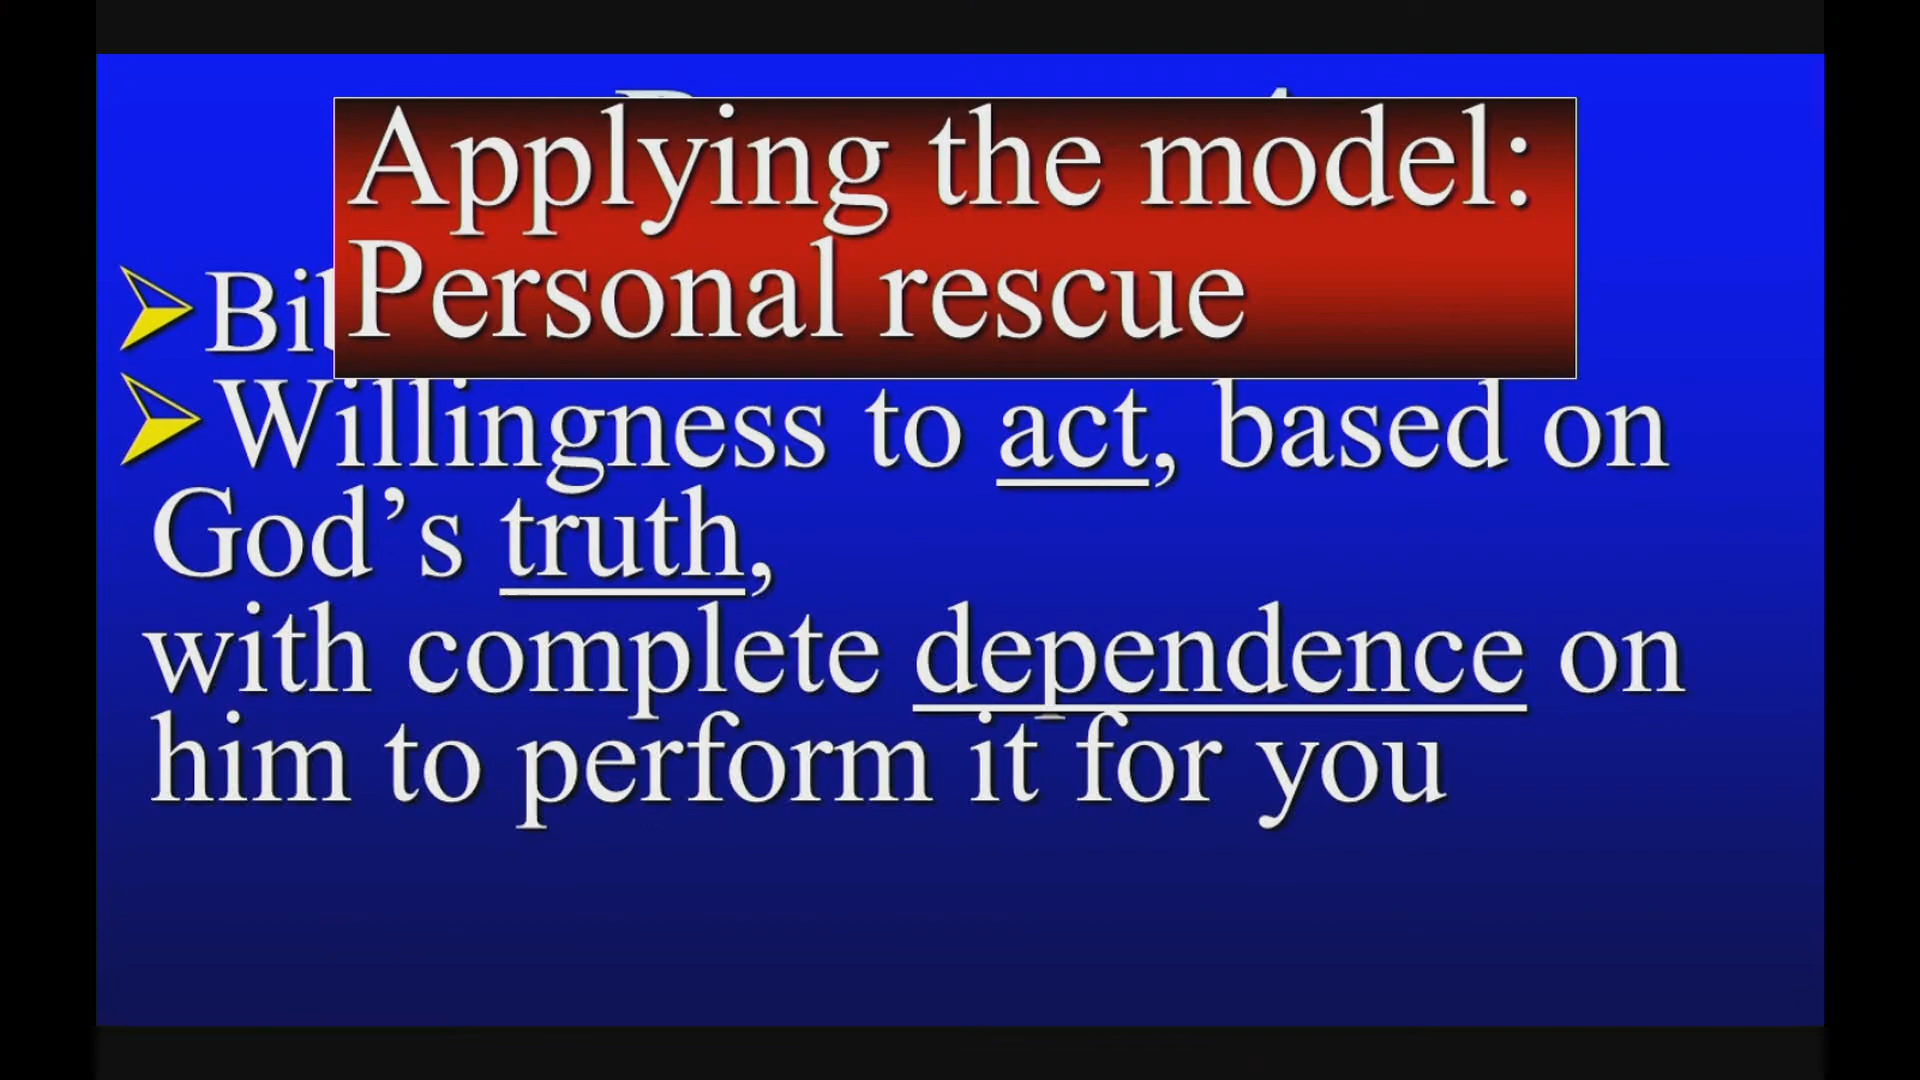 Applying the model:
Personal rescue
Willingness to act, based on
God’s truth,
with complete dependence on
him to perform it for you